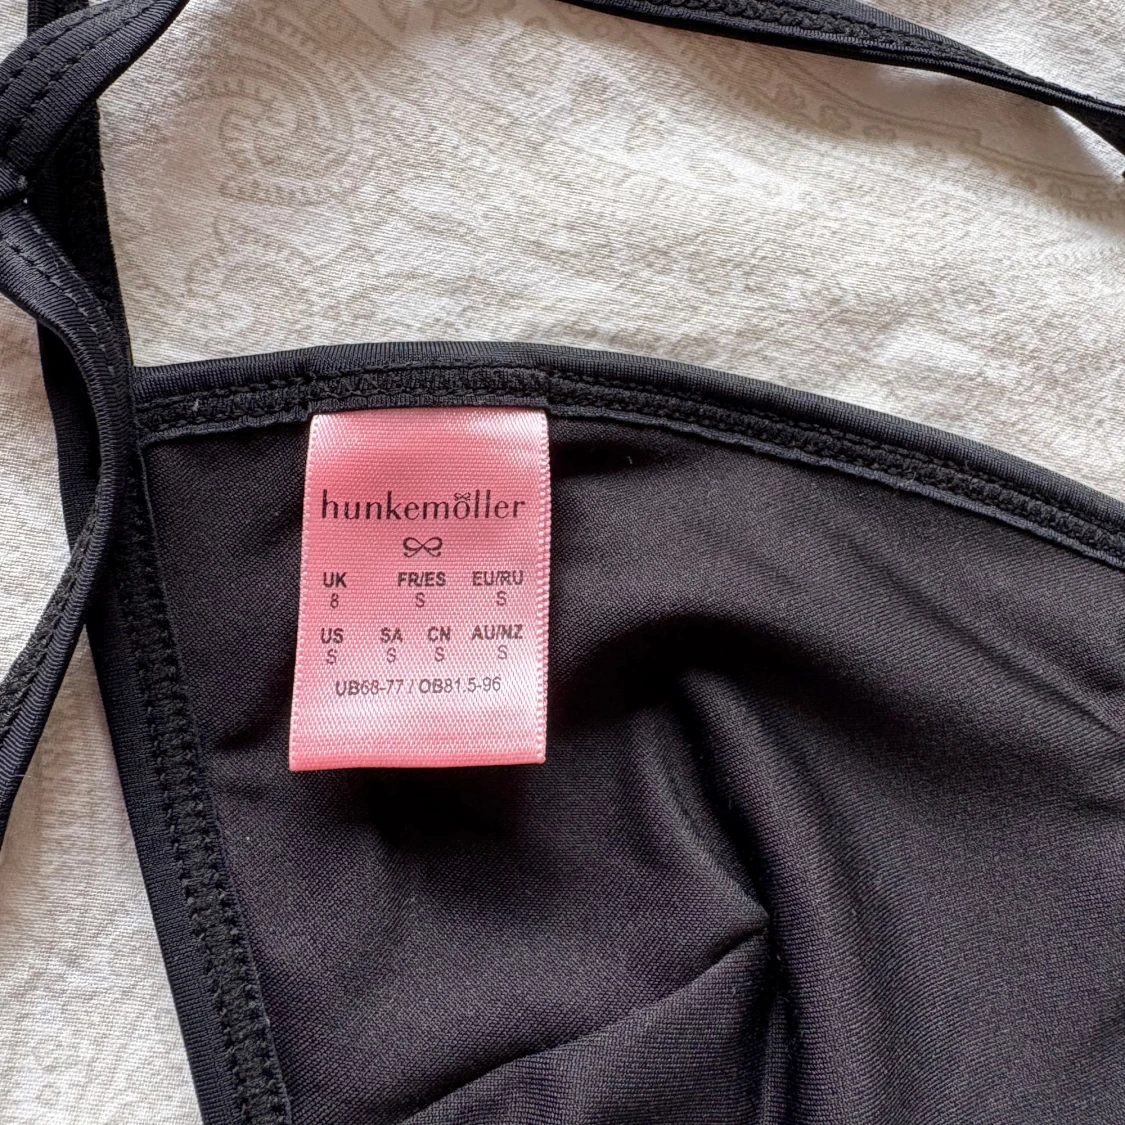 hunkemöller
UK FR/ES EU/RU
8 S S
US SA CN AU/NZ
S S S S
UB68-77 / OB81.5-96